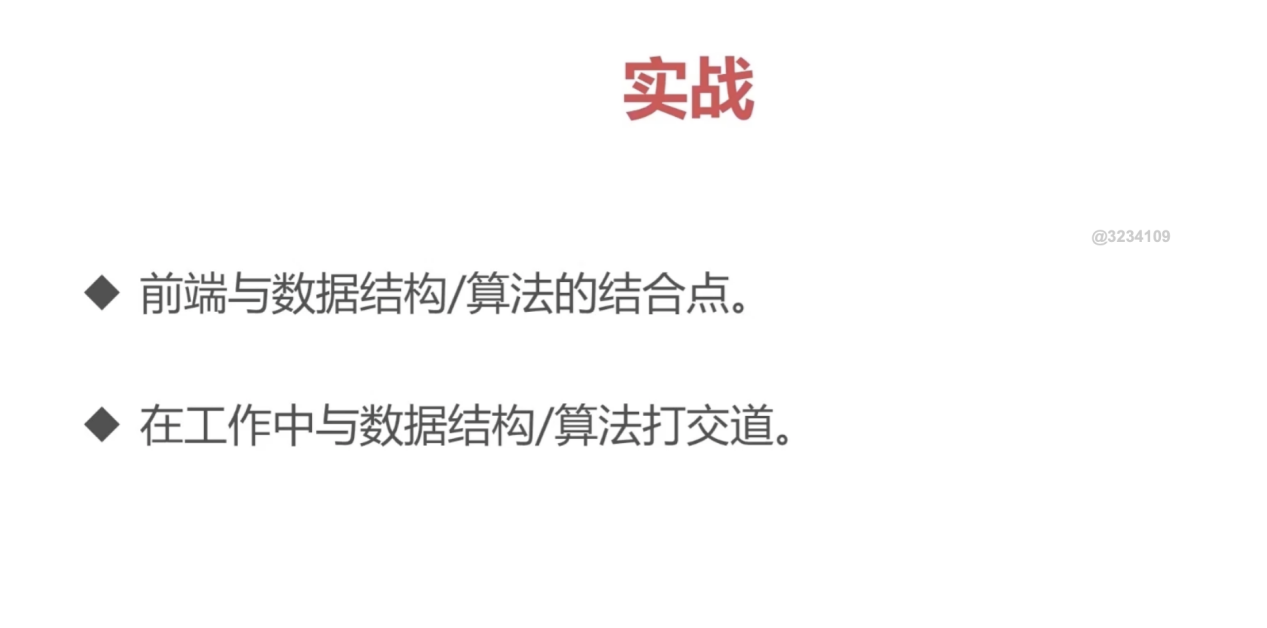 实战
@3234109
◆ 前端与数据结构/算法的结合点。
◆ 在工作中与数据结构/算法打交道。